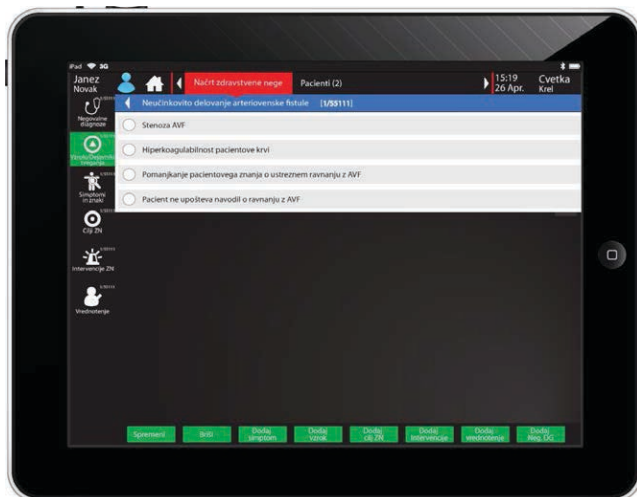 iPad 3G
Janez
Novak
Načrt zdravstvene nege
Pacienti (2)
15:19
26 Apr.
Cvetka
Krel
Neučinkovito delovanje arteriovenske fistule [1/55111]
Stenoza AVF
Hiperkoagulabilnost pacientove krvi
Pomanjkanje pacientovega znanja o ustreznem ravnanju z AVF
Pacient ne upošteva navodil o ravnanju z AVF
Negovalne
diagnoze
Simptomi
in znaki
Cilji ZN
Intervencije ZN
Vrednotenje
Spremeni
Briši
Dodaj
simptom
Dodaj
vzrok
Dodaj
cilj ZN
Dodaj
Intervencije
Dodaj
vrednotenje
Dodaj
Neg. DG